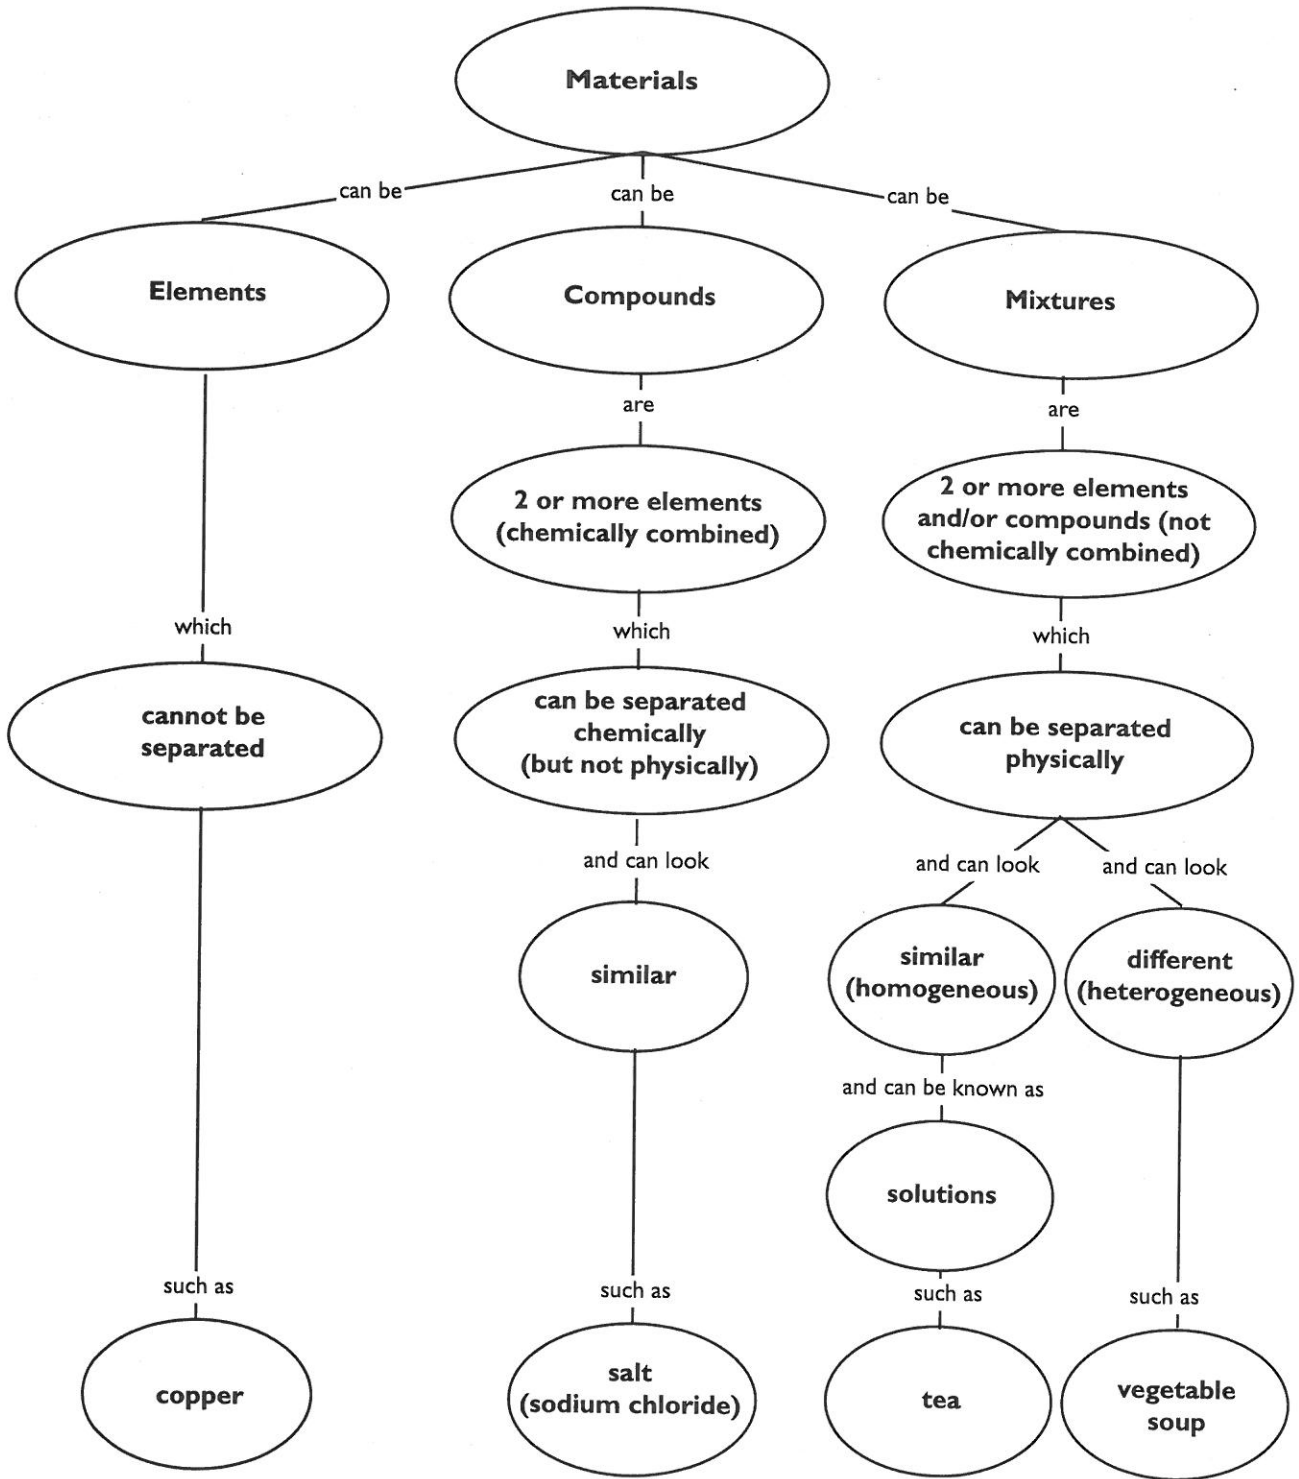 Materials
can be
can be
can be
Elements
Compounds
Mixtures
are
are
2 or more elements
(chemically combined)
2 or more elements
and/or compounds (not
chemically combined)
which
which
which
cannot be
separated
can be separated
chemically
(but not physically)
can be separated
physically
and can look
and can look
and can look
similar
similar
(homogeneous)
different
(heterogeneous)
and can be known as
solutions
such as
such as
such as
such as
copper
salt
(sodium chloride)
tea
vegetable
soup